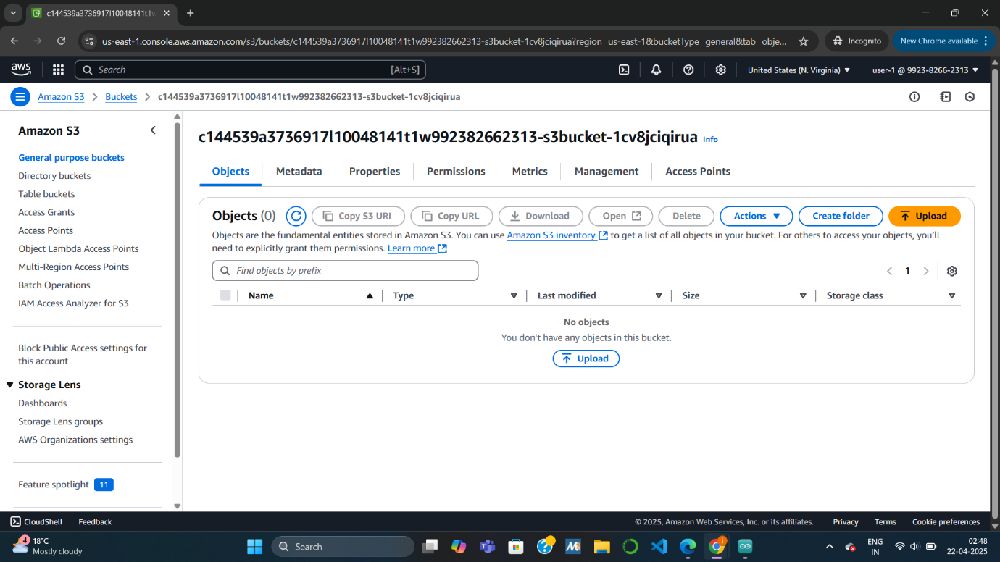 c144539a3736917l10048141t1w
us-east-1.console.aws.amazon.com/s3/buckets/c144539a3736917l10048141t1w992382662313-s3bucket-1cv8jciqirua?region=us-east-1&bucketType=general&tab=obje...
Incognito
New Chrome available
aws
Search
[Alt+S]
United States (N. Virginia)
user-1 @ 9923-8266-2313
Amazon S3
Buckets
c144539a3736917l10048141t1w992382662313-s3bucket-1cv8jciqirua
Amazon S3
General purpose buckets
Directory buckets
Table buckets
Access Grants
Access Points
Object Lambda Access Points
Multi-Region Access Points
Batch Operations
IAM Access Analyzer for S3
Block Public Access settings for
this account
Storage Lens
Dashboards
Storage Lens groups
AWS Organizations settings
Feature spotlight 11
c144539a3736917l10048141t1w992382662313-s3bucket-1cv8jciqirua Info
Objects
Metadata
Properties
Permissions
Metrics
Management
Access Points
Objects (0)
Copy S3 URI
Copy URL
Download
Open
Delete
Actions
Create folder
Upload
Objects are the fundamental entities stored in Amazon S3. You can use Amazon S3 inventory to get a list of all objects in your bucket. For others to access your objects, you'll
need to explicitly grant them permissions. Learn more
Find objects by prefix
1
Name
Type
Last modified
Size
Storage class
No objects
You don't have any objects in this bucket.
Upload
CloudShell
Feedback
© 2025, Amazon Web Services, Inc. or its affiliates.
Privacy
Terms
Cookie preferences
4
18°C
Mostly cloudy
Search
ENG
IN
02:48
22-04-2025